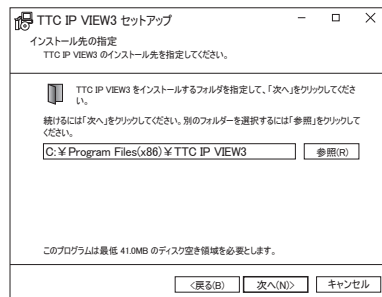 TTC IP VIEW3 セットアップ
インストール先の指定
TTC IP VIEW3 のインストール先を指定してください。
TTC IP VIEW3 をインストールするフォルダを指定して、「次へ」をクリックしてくださ
い。
続けるには「次へ」をクリックしてください。別のフォルダーを選択するには「参照」をクリックして
ください。
C:¥Program Files(x86)¥TTC IP VIEW3
参照(R)
このプログラムは最低 41.0MB のディスク空き領域を必要とします。
<戻る(B)
次へ(N)>
キャンセル